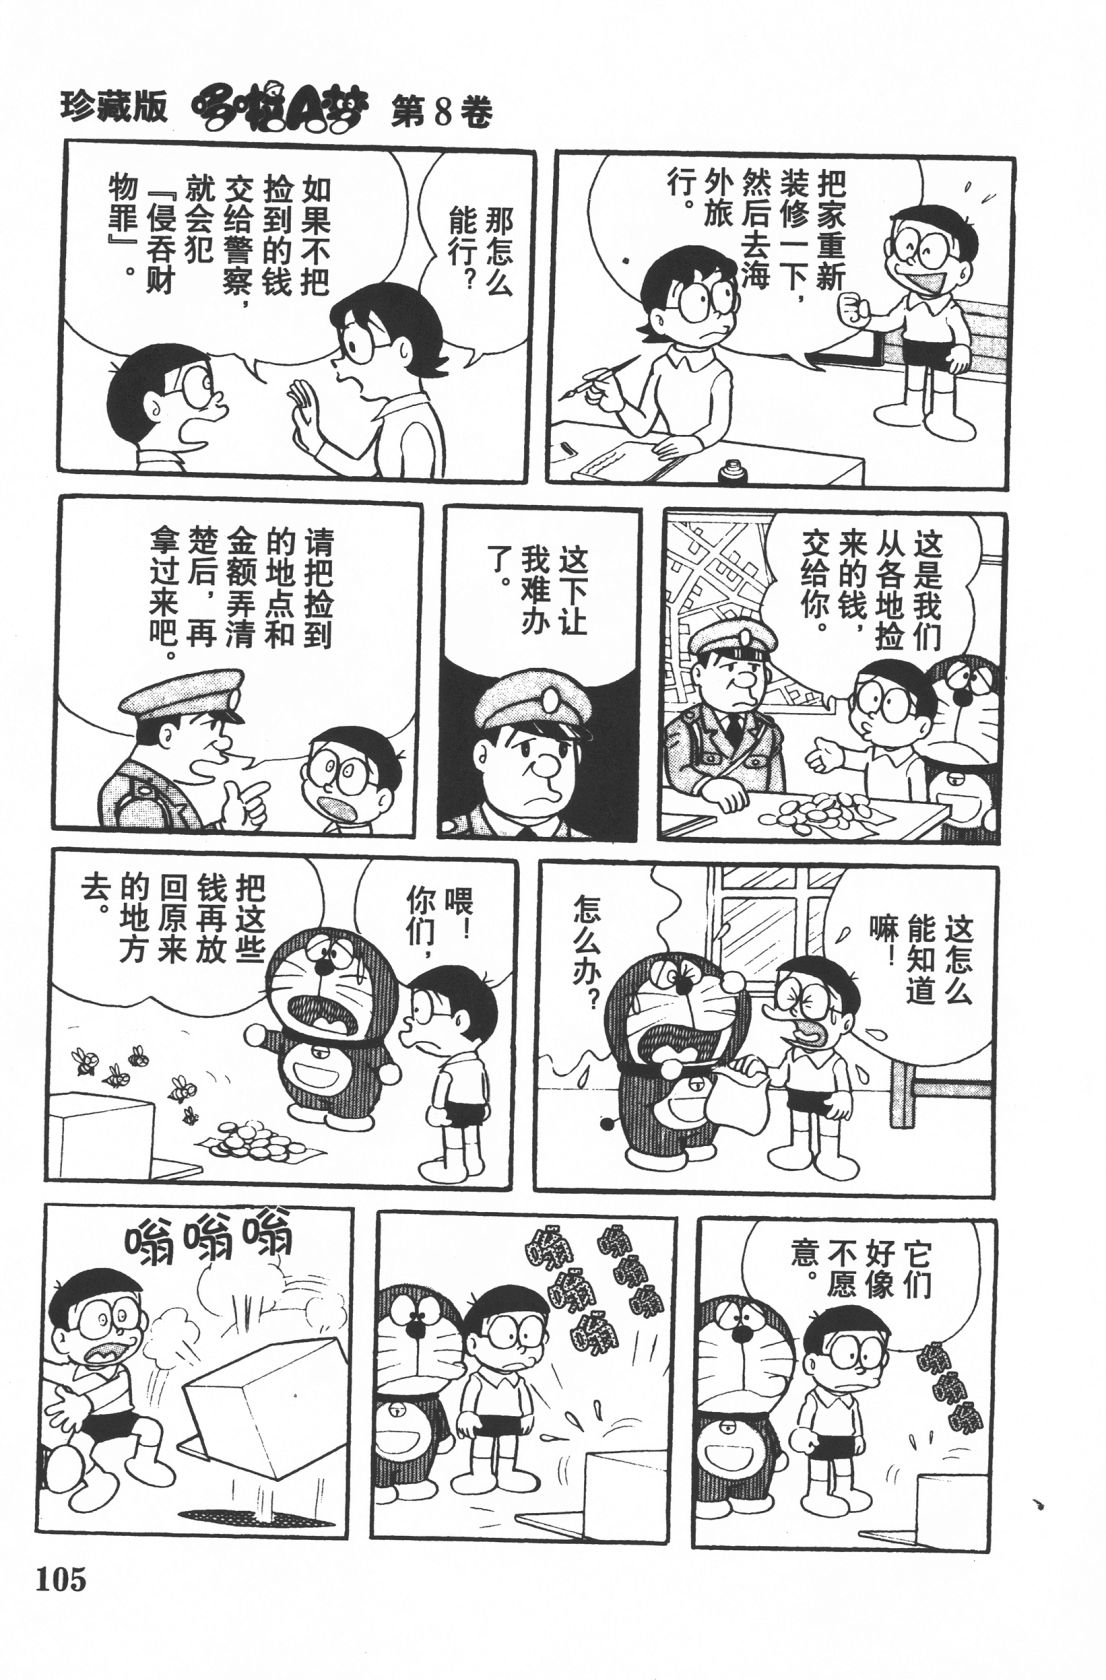 珍藏版 哆啦A梦 第8卷
把家重新
装修一下，
然后去海
外旅
行。
那怎么
能行？
如果不把
捡到的钱
交给警察，
就会犯
『侵吞财
物罪』。
这是我们
从各地捡
来的钱，
交给你。
这下让
我难办
了。
请把捡到
的地点和
金额弄清
楚后，再
拿过来吧。
这怎么
能知道
嘛！
怎么办？
喂！
你们，
把这些
钱再放
回原来
的地方
去。
它们
好像
不愿
意。
嗡
嗡
嗡
嗡
嗡
嗡
嗡
嗡
嗡
嗡嗡嗡
105